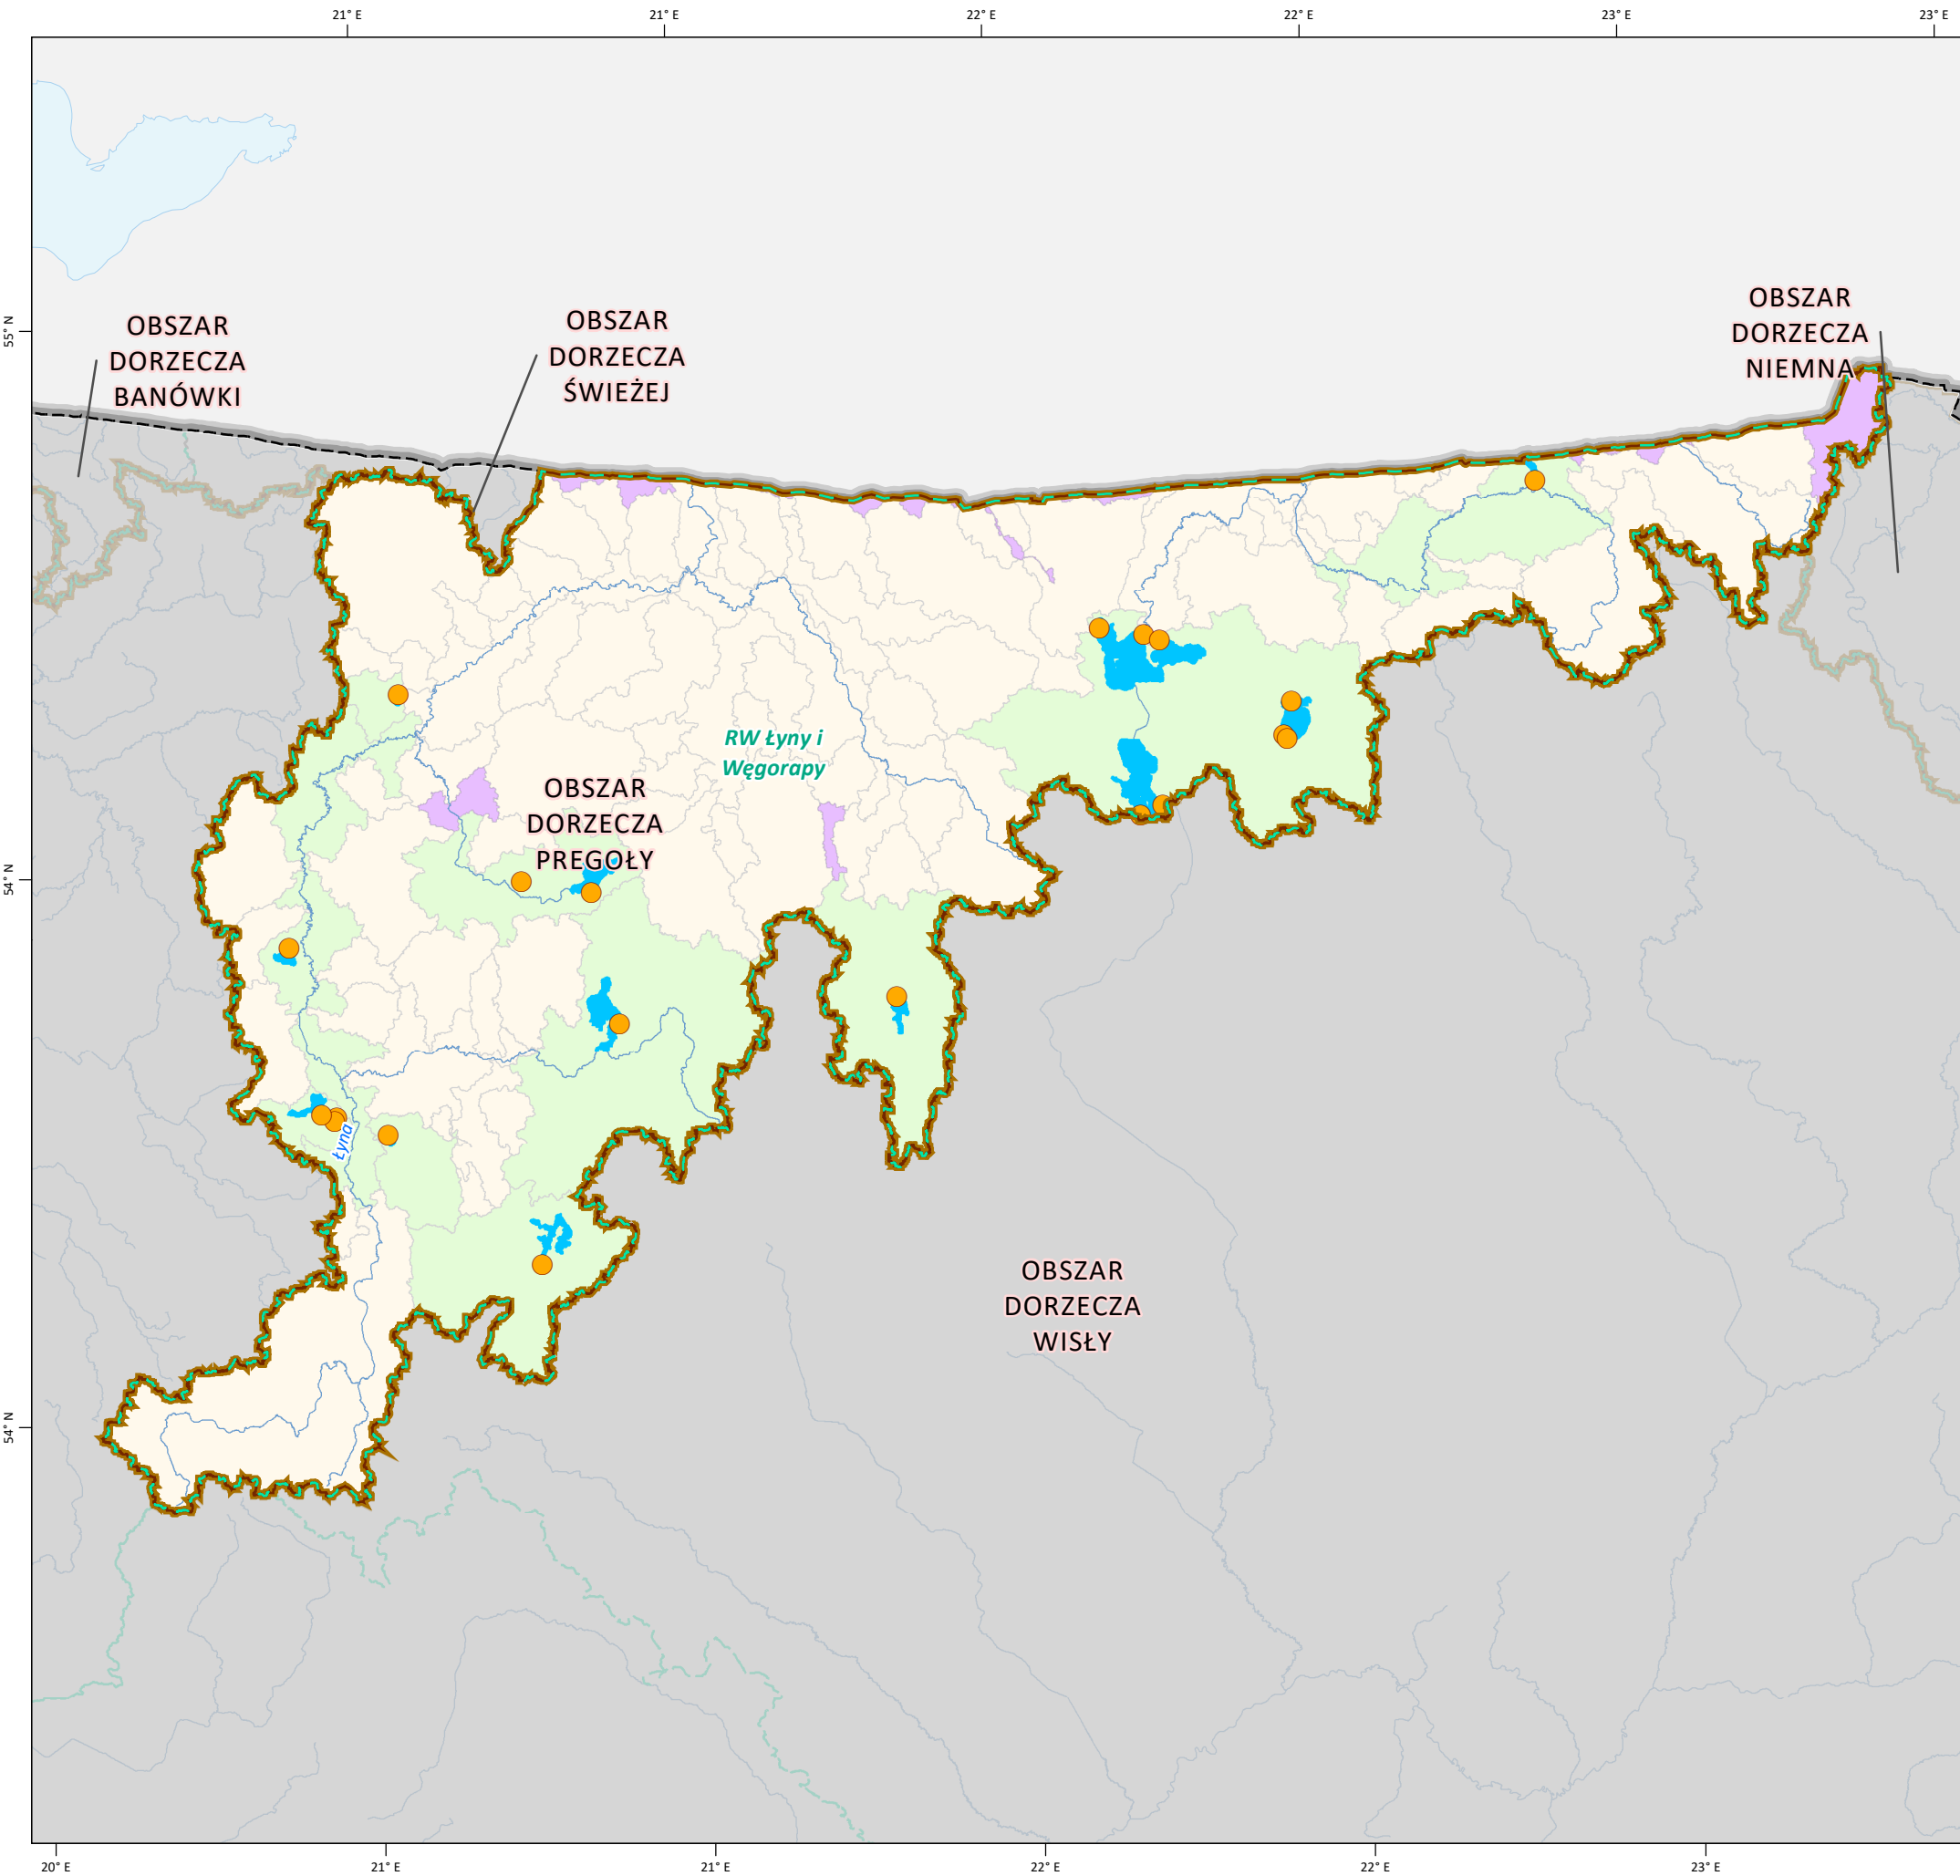 21° E
21° E
22° E
22° E
23° E
23° E
55° N
OBSZAR
DORZECZA
BANÓWKI
OBSZAR
DORZECZA
ŚWIEŻEJ
OBSZAR
DORZECZA
NIEMNA
RW Łyny i
Węgorapy
OBSZAR
DORZECZA
PREGOŁY
54° N
Łyna
OBSZAR
DORZECZA
WISŁY
54° N
20° E
21° E
21° E
22° E
22° E
23° E